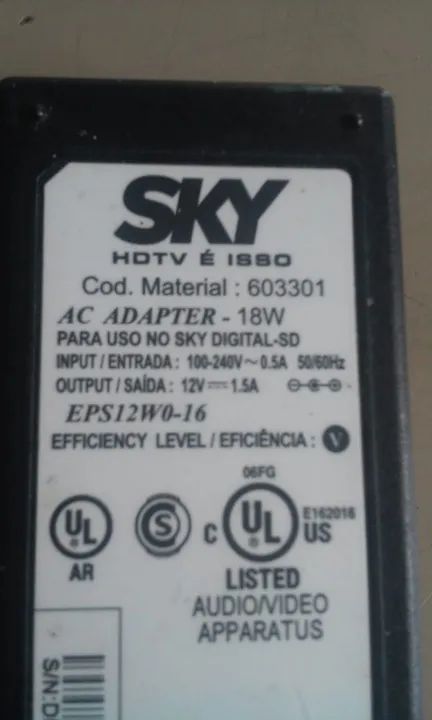 SKY
HDTV É ISSO
Cod. Material : 603301
AC ADAPTER - 18W
PARA USO NO SKY DIGITAL-SD
INPUT / ENTRADA : 100-240V~ 0.5A 50/60Hz
OUTPUT / SAÍDA : 12V⎓1.5A
EPS12W0-16
EFFICIENCY LEVEL / EFICIÊNCIA : V
06FG
UL
S
C UL US
E162016
AR
LISTED
AUDIO/VIDEO
APPARATUS
S/N:D